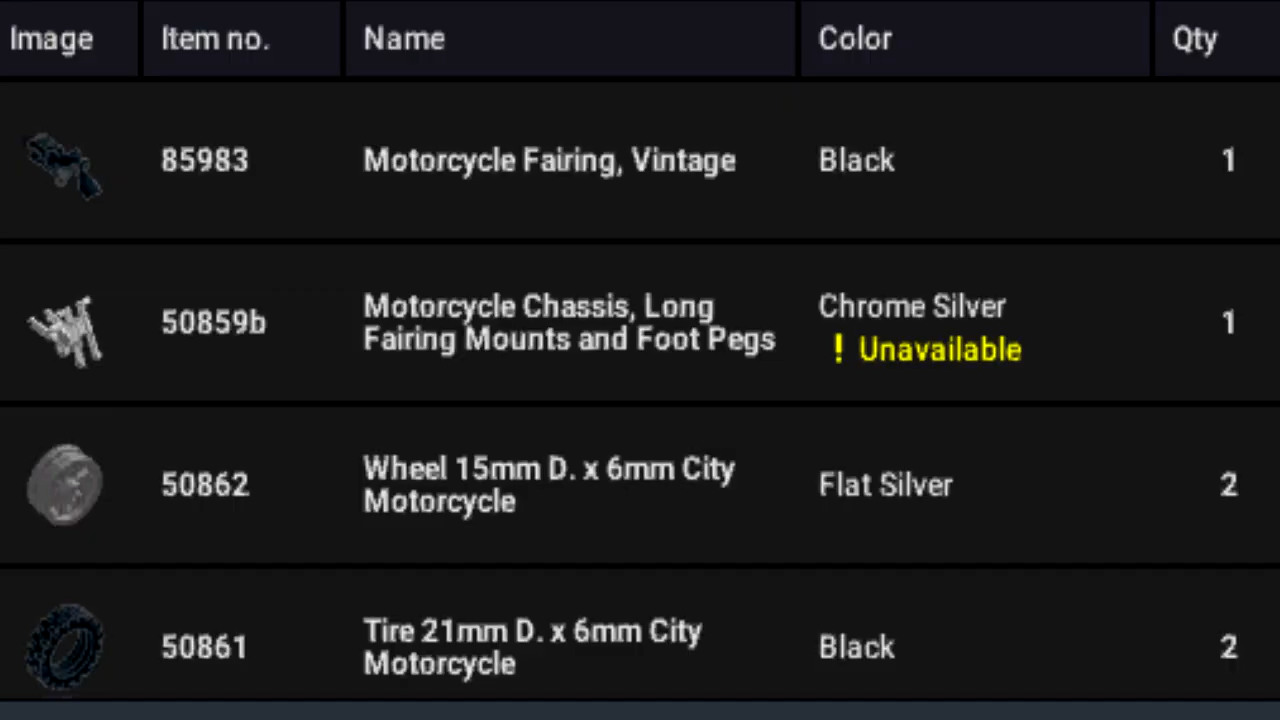 Image Item no. Name Color Qty
85983 Motorcycle Fairing, Vintage Black 1
50859b Motorcycle Chassis, Long Fairing Mounts and Foot Pegs Chrome Silver 1
! Unavailable
50862 Wheel 15mm D. x 6mm City Motorcycle Flat Silver 2
50861 Tire 21mm D. x 6mm City Motorcycle Black 2